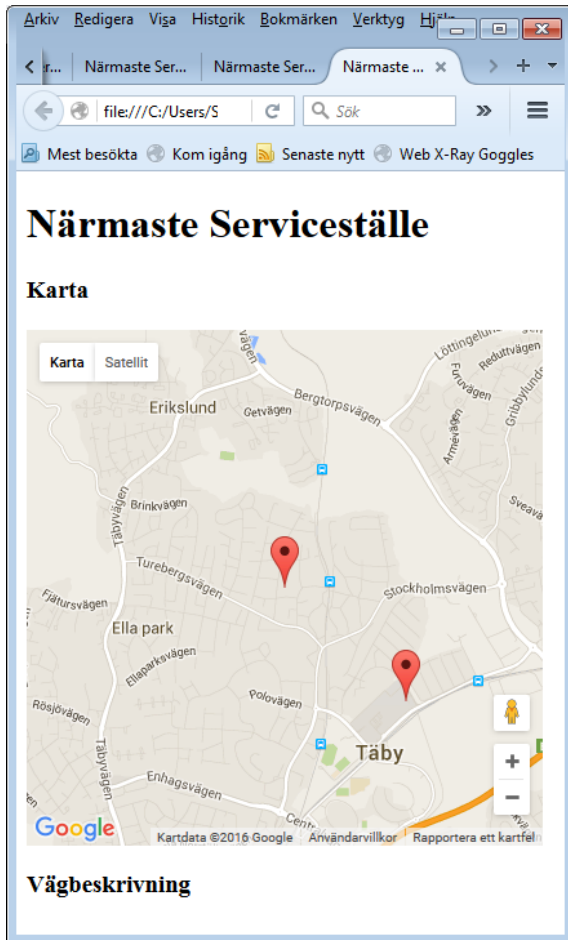 Arkiv Redigera Visa Historik Bokmärken Verktyg
r... Närmaste Ser... Närmaste Ser... Närmaste ...
file:///C:/Users/S Sök
Mest besökta Kom igång Senaste nytt Web X-Ray Goggles
Närmaste Serviceställe
Karta
Karta Satellit
vägen
Löttingelund
Reduttvägen
Furuvägen
Gribbylunds
Bergtorpsvägen
Erikslund
Getvägen
Armévägen
Täbyvägen
Brinkvägen
Sveava
Turebergsvägen
Stockholmsvägen
Fjätursvägen
Ella park
Ellaparksvägen
Polovägen
Rösjövägen
Täby
Täbyvägen
Enhagsvägen
Centr
Google Kartdata ©2016 Google Användarvillkor Rapportera ett kartfel
Vägbeskrivning